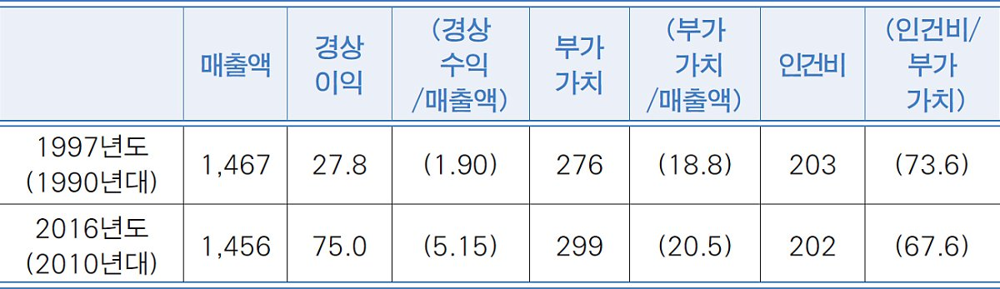 매출액
경상
이익
(경상
수익
/매출액)
부가
가치
(부가
가치
/매출액)
인건비
(인건비/
부가
가치)
1997년도
(1990년대)
1,467
27.8
(1.90)
276
(18.8)
203
(73.6)
2016년도
(2010년대)
1,456
75.0
(5.15)
299
(20.5)
202
(67.6)